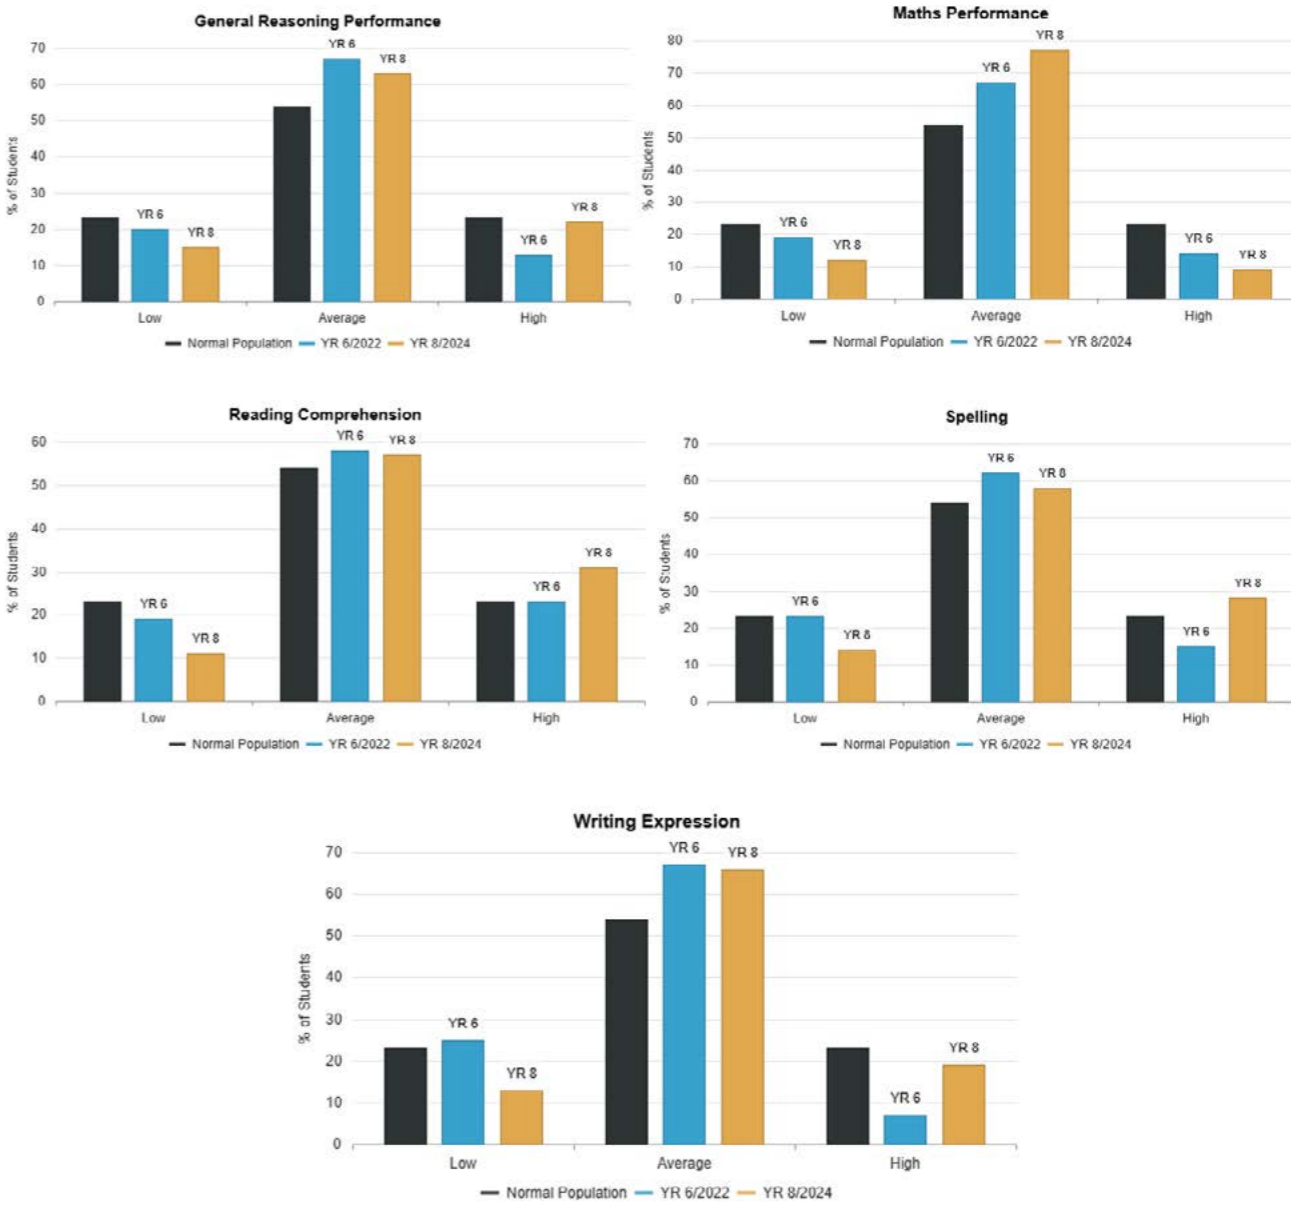 General Reasoning Performance
% of Students
70
60
50
40
30
20
10
0
YR 6
YR 8
YR 6
YR 8
YR 6
YR 8
Low Average High
Normal Population YR 6/2022 YR 8/2024
Maths Performance
% of Students
80
70
60
50
40
30
20
10
0
YR 6
YR 8
YR 6
YR 8
YR 6
YR 8
Low Average High
Normal Population YR 6/2022 YR 8/2024
Reading Comprehension
% of Students
60
50
40
30
20
10
0
YR 6
YR 8
YR 6
YR 8
YR 6
YR 8
Low Average High
Normal Population YR 6/2022 YR 8/2024
Spelling
% of Students
70
60
50
40
30
20
10
0
YR 6
YR 8
YR 6
YR 8
YR 6
YR 8
Low Average High
Normal Population YR 6/2022 YR 8/2024
Writing Expression
% of Students
70
60
50
40
30
20
10
0
YR 6
YR 8
YR 6
YR 8
YR 6
YR 8
Low Average High
Normal Population YR 6/2022 YR 8/2024